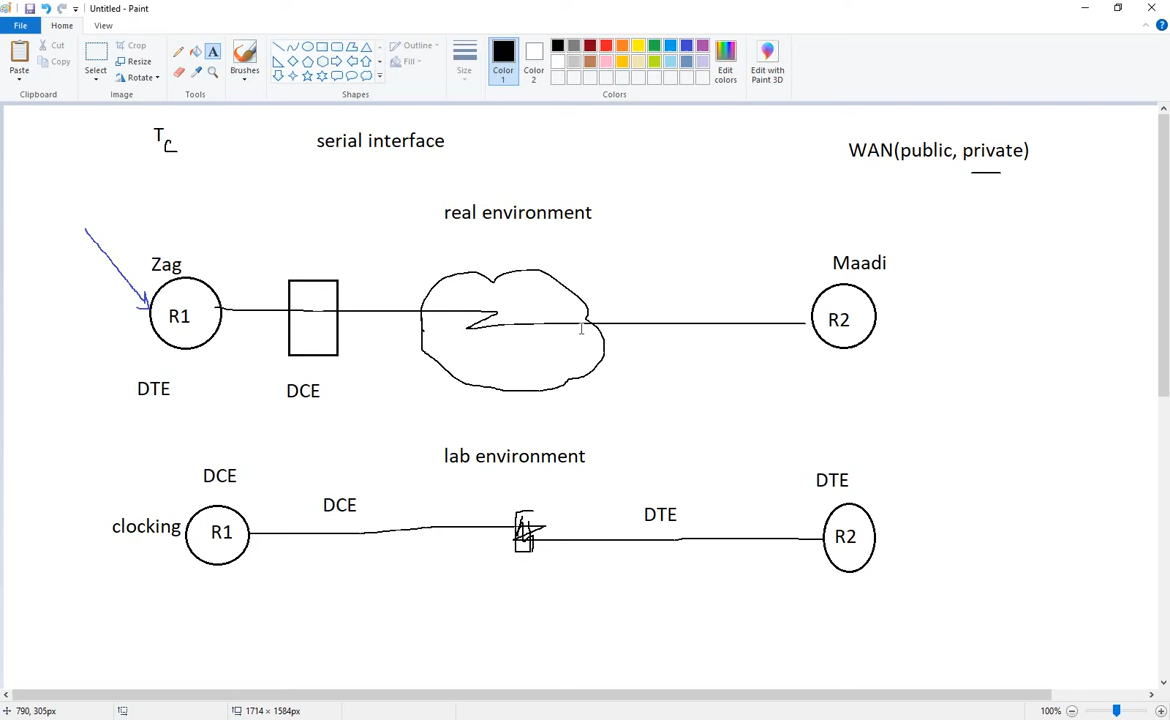 Untitled - Paint
File Home View
Paste Cut Copy
Clipboard
Select Crop Resize Rotate
Image
A
Tools
Brushes
Outline Fill
Shapes
Size
Color 1 Color 2 Edit colors Edit with Paint 3D
Colors
T C
serial interface
WAN(public, private)
real environment
Zag
Maadi
R1
R2
DTE
DCE
lab environment
DCE
DTE
DCE
DTE
clocking
R1
R2
790, 305px
1714 × 1584px
100%